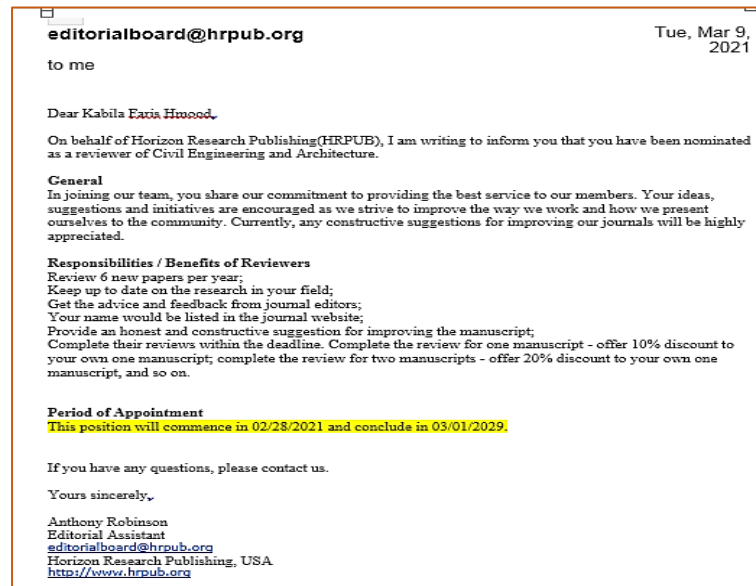 editorialboard@hrpub.org
Tue, Mar 9,
2021
to me
Dear Kabila Faris Hmood,
On behalf of Horizon Research Publishing(HRPUB), I am writing to inform you that you have been nominated
as a reviewer of Civil Engineering and Architecture.
General
In joining our team, you share our commitment to providing the best service to our members. Your ideas,
suggestions and initiatives are encouraged as we strive to improve the way we work and how we present
ourselves to the community. Currently, any constructive suggestions for improving our journals will be highly
appreciated.
Responsibilities / Benefits of Reviewers
Review 6 new papers per year;
Keep up to date on the research in your field;
Get the advice and feedback from journal editors;
Your name would be listed in the journal website;
Provide an honest and constructive suggestion for improving the manuscript;
Complete their reviews within the deadline. Complete the review for one manuscript - offer 10% discount to
your own one manuscript; complete the review for two manuscripts - offer 20% discount to your own one
manuscript, and so on.
Period of Appointment
This position will commence in 02/28/2021 and conclude in 03/01/2029.
If you have any questions, please contact us.
Yours sincerely,
Anthony Robinson
Editorial Assistant
editorialboard@hrpub.org
Horizon Research Publishing, USA
http://www.hrpub.org